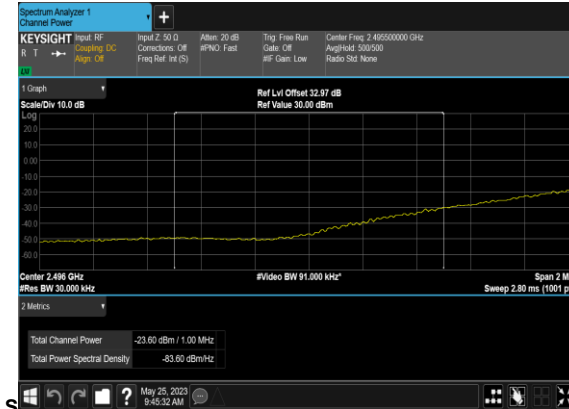 Spectrum Analyzer 1
Channel Power
+
KEYSIGHT Input: RF Input Z: 50 Ω Atten: 20 dB Trig: Free Run Center Freq: 2.495500000 GHz
R T Coupling: DC Corrections: Off #PNO: Fast Gate: Off Avg|Hold: 500/500
Align: Off Freq Ref: Int (S) #IF Gain: Low Radio Std: None
1 Graph
Ref Lvl Offset 32.97 dB
Scale/Div 10.0 dB Ref Value 30.00 dBm
Log
20.0
10.0
0.00
-10.0
-20.0
-30.0
-40.0
-50.0
-60.0
Center 2.496 GHz #Video BW 91.000 kHz* Span 2 M
#Res BW 30.000 kHz Sweep 2.80 ms (1001 p
2 Metrics
Total Channel Power -23.60 dBm / 1.00 MHz
Total Power Spectral Density -83.60 dBm/Hz
?
May 25, 2023
9:45:32 AM